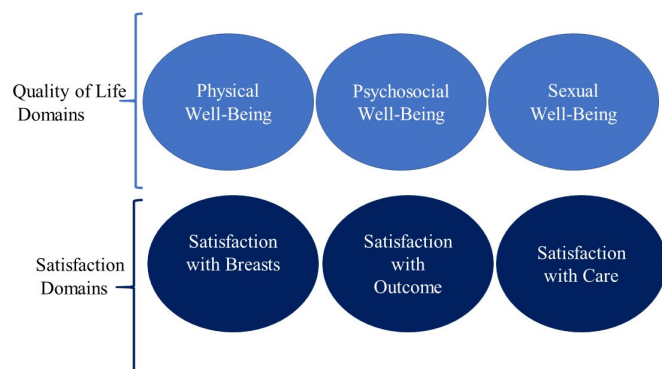 Quality of Life
Domains
Physical
Well-Being
Psychosocial
Well-Being
Sexual
Well-Being
Satisfaction
Domains
Satisfaction
with Breasts
Satisfaction
with
Outcome
Satisfaction
with Care